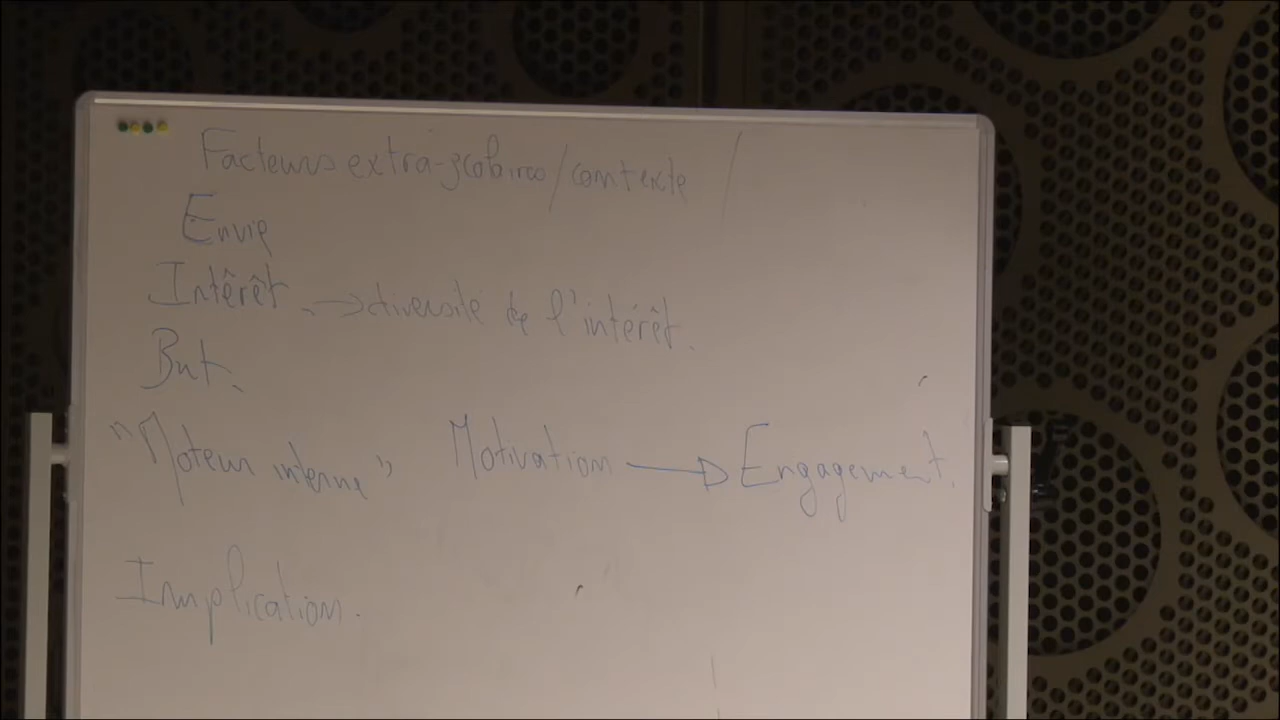 Facteurs extra-scolaires/contexte /
Envie
Intérêt. → diversité de l'intérêt.
But.
"Moteur interne" Motivation → Engagement.
Implication.